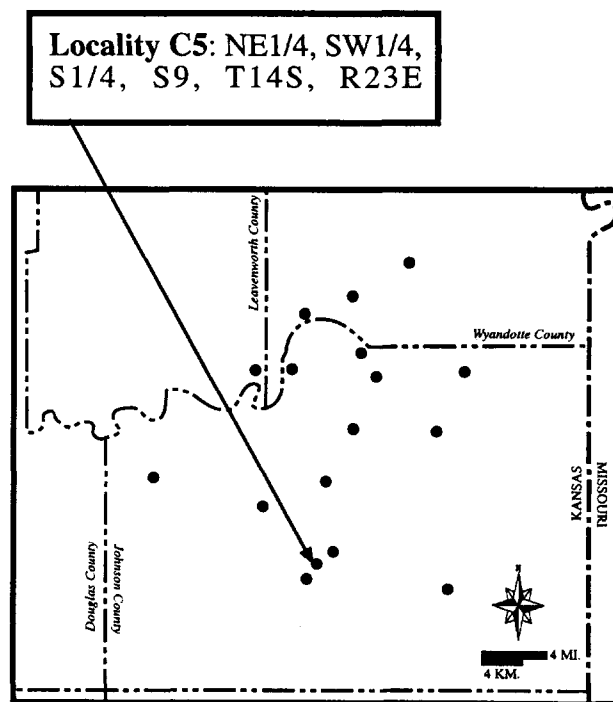 Locality C5: NE1/4, SW1/4,
S1/4, S9, T14S, R23E
Leavenworth County
Wyandotte County
KANSAS
MISSOURI
Douglas County
Johnson County
N
4 MI.
4 KM.